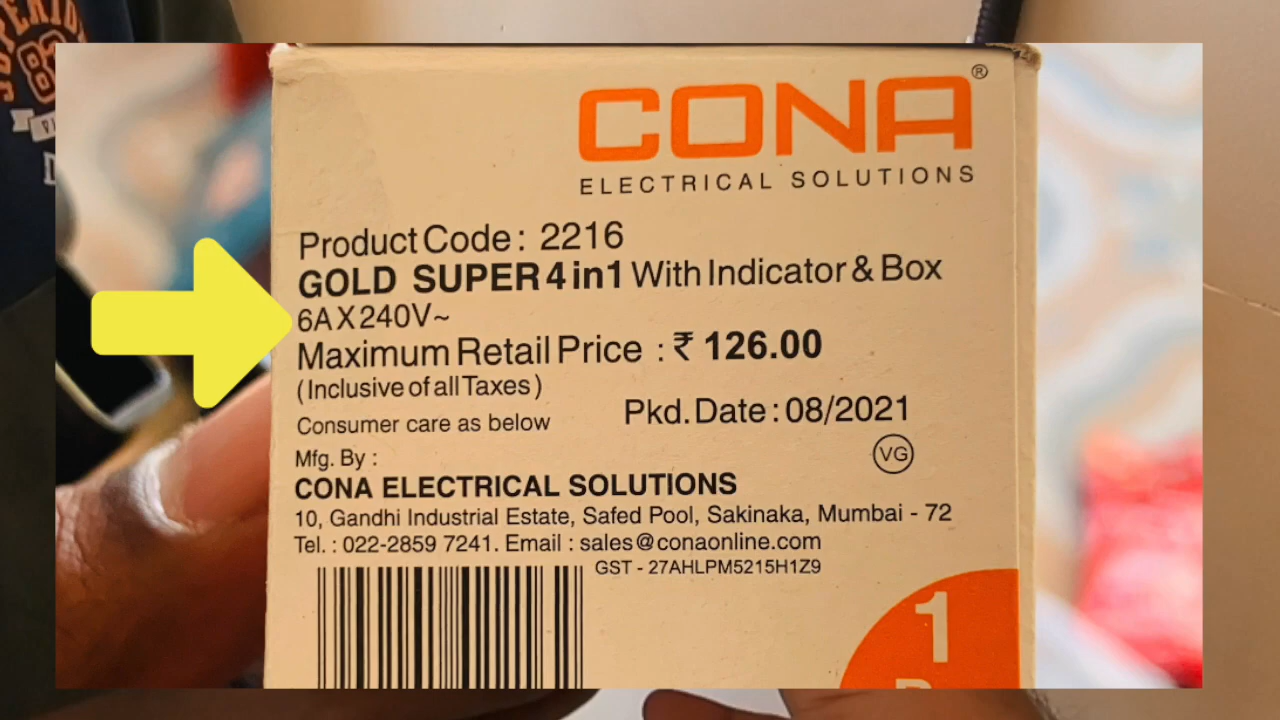 CONA®
ELECTRICAL SOLUTIONS
Product Code : 2216
GOLD SUPER 4 in1 With Indicator & Box
6A X 240V~
Maximum Retail Price : ₹ 126.00
(Inclusive of all Taxes)
Consumer care as below
Pkd. Date : 08/2021
Mfg. By :
VG
CONA ELECTRICAL SOLUTIONS
10, Gandhi Industrial Estate, Safed Pool, Sakinaka, Mumbai - 72
Tel. : 022-2859 7241. Email : sales@conaonline.com
GST - 27AHLPM5215H1Z9
1